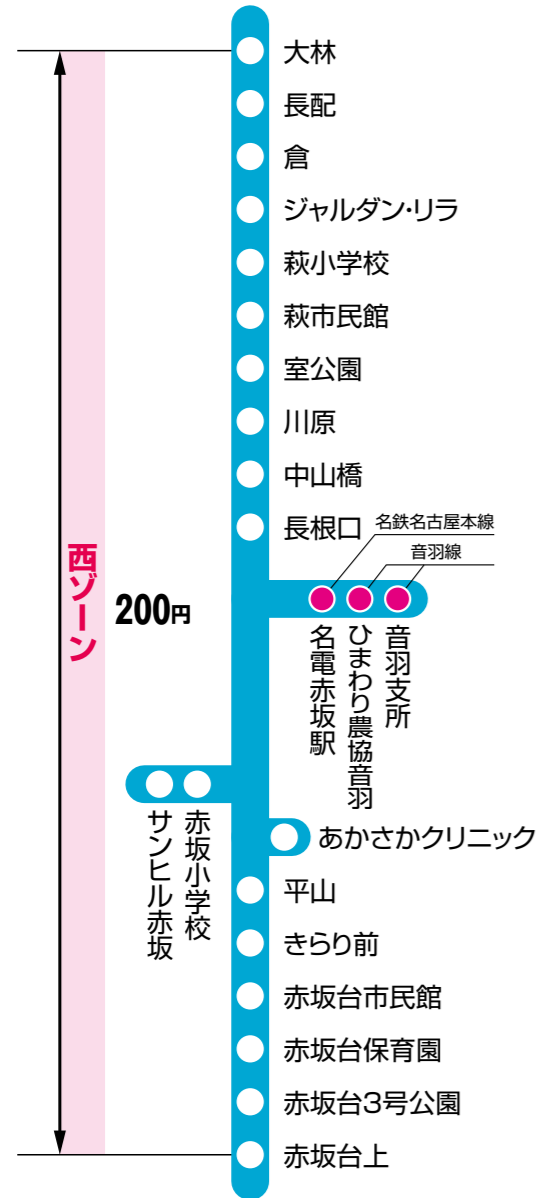 大林
長配
倉
ジャルダン・リラ
萩小学校
萩市民館
室公園
川原
中山橋
長根口
名鉄名古屋本線
音羽線
西ゾーン
200円
名電赤坂駅
ひまわり農協音羽
音羽支所
サンヒル赤坂
赤坂小学校
あかさかクリニック
平山
きらり前
赤坂台市民館
赤坂台保育園
赤坂台3号公園
赤坂台上